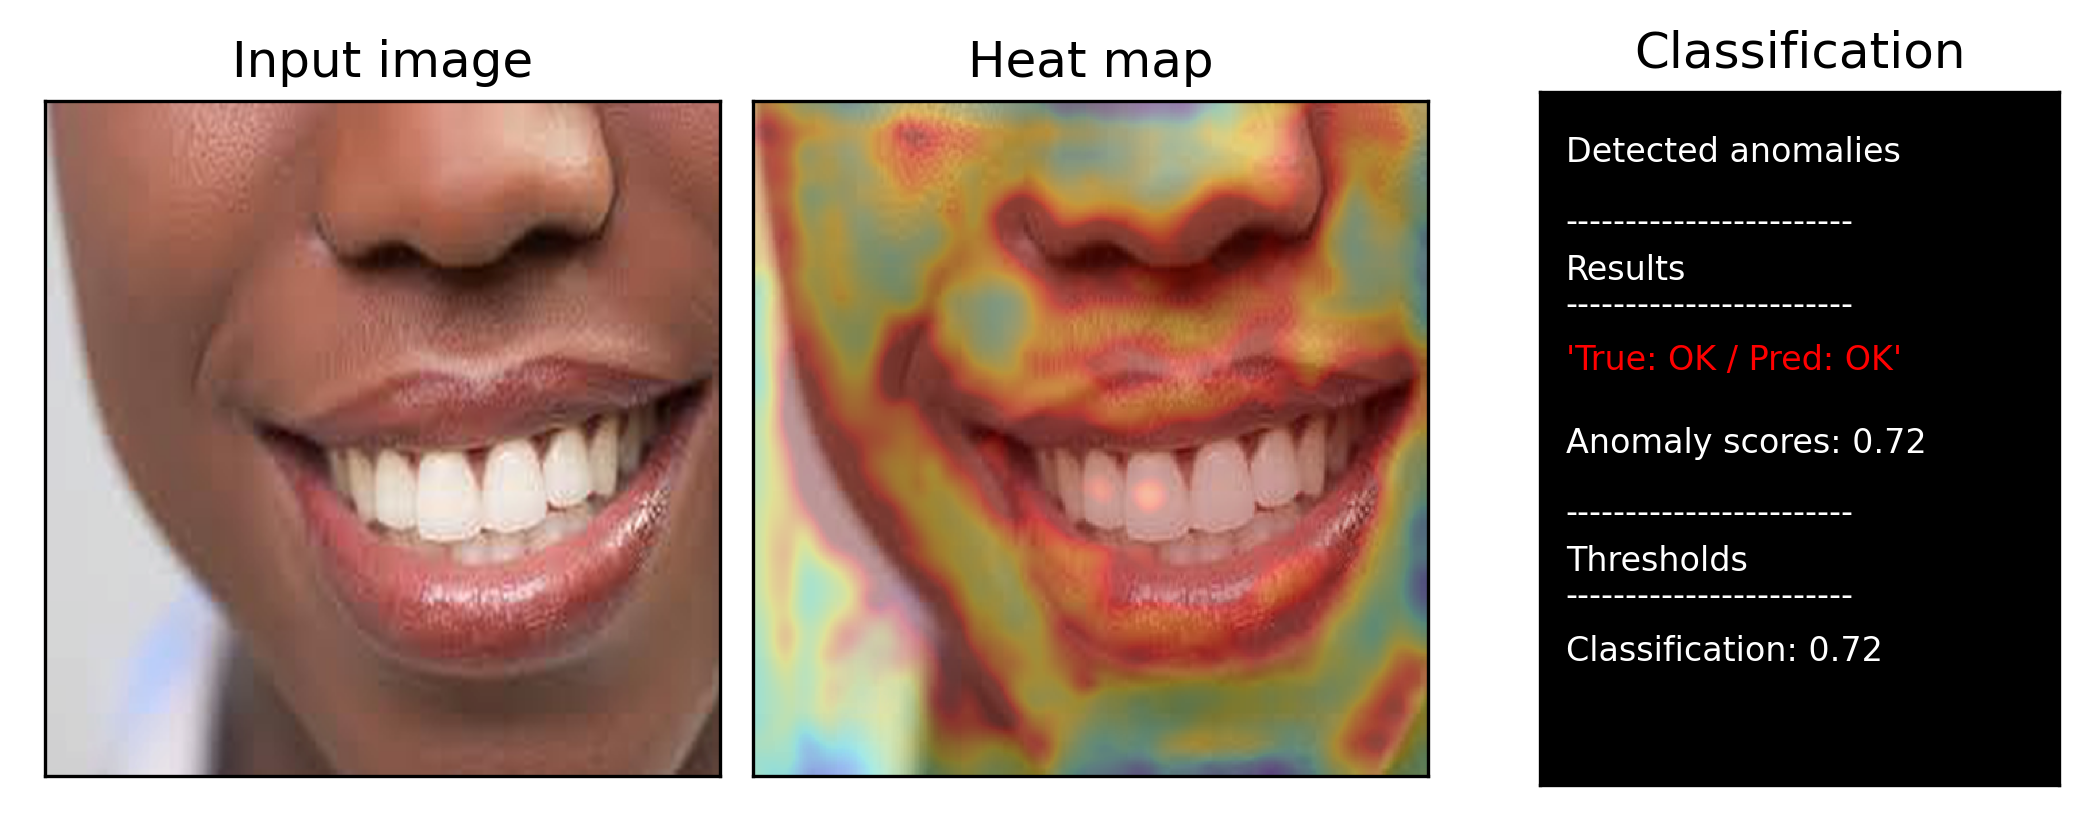 Input image
Heat map
Classification
Detected anomalies
------------------------
Results
------------------------
'True: OK / Pred: OK'
Anomaly scores: 0.72
------------------------
Thresholds
------------------------
Classification: 0.72